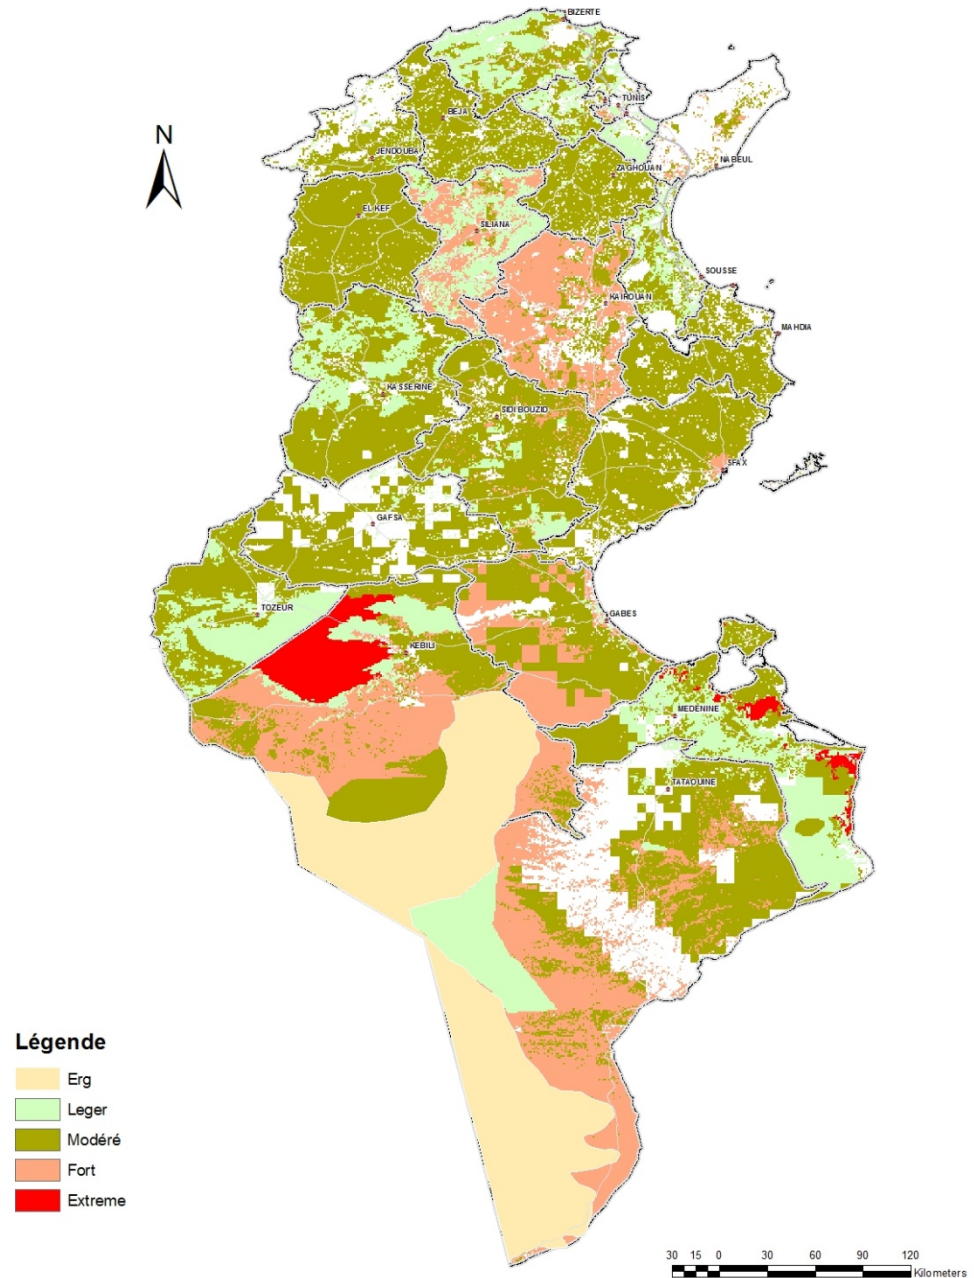 BIZERTE
TUNIS
BEJA
JENDOUBA
NABEUL
ZAGHOUAN
EL KEF
SILIANA
SOUSSE
KAIROUAN
MAHDIA
KASSERINE
SIDI BOUZID
SFAX
GAFSA
TOZEUR
GABES
KEBILI
MEDENINE
TATAOUINE
N
Légende
Erg
Leger
Modéré
Fort
Extreme
30 15 0 30 60 90 120
Kilometers